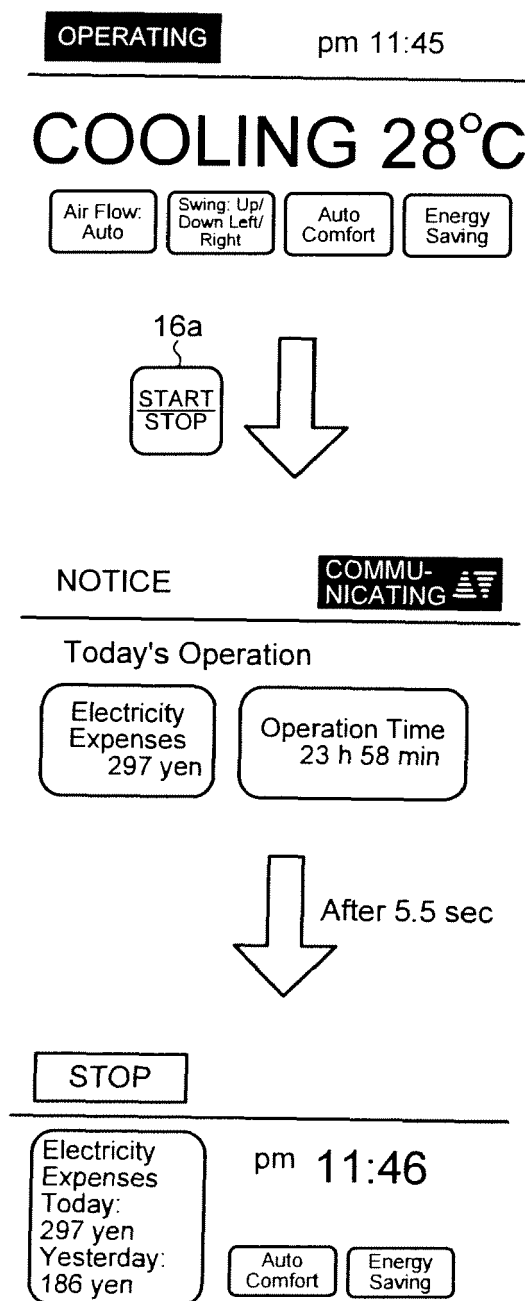 OPERATING pm 11:45
COOLING 28°C
Air Flow:
Auto
Swing: Up/
Down Left/
Right
Auto
Comfort
Energy
Saving
16a
START
STOP
NOTICE
COMMU-
NICATING
Today's Operation
Electricity
Expenses
297 yen
Operation Time
23 h 58 min
After 5.5 sec
STOP
Electricity
Expenses
Today:
297 yen
Yesterday:
186 yen
pm 11:46
Auto
Comfort
Energy
Saving